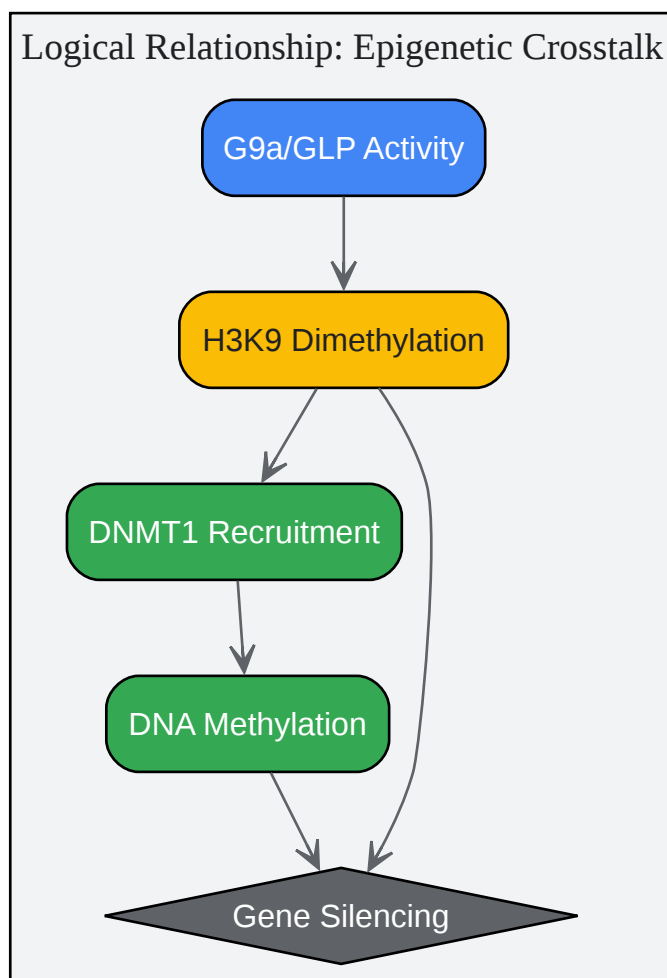 Logical Relationship: Epigenetic Crosstalk
G9a/GLP Activity
H3K9 Dimethylation
DNMT1 Recruitment
DNA Methylation
Gene Silencing